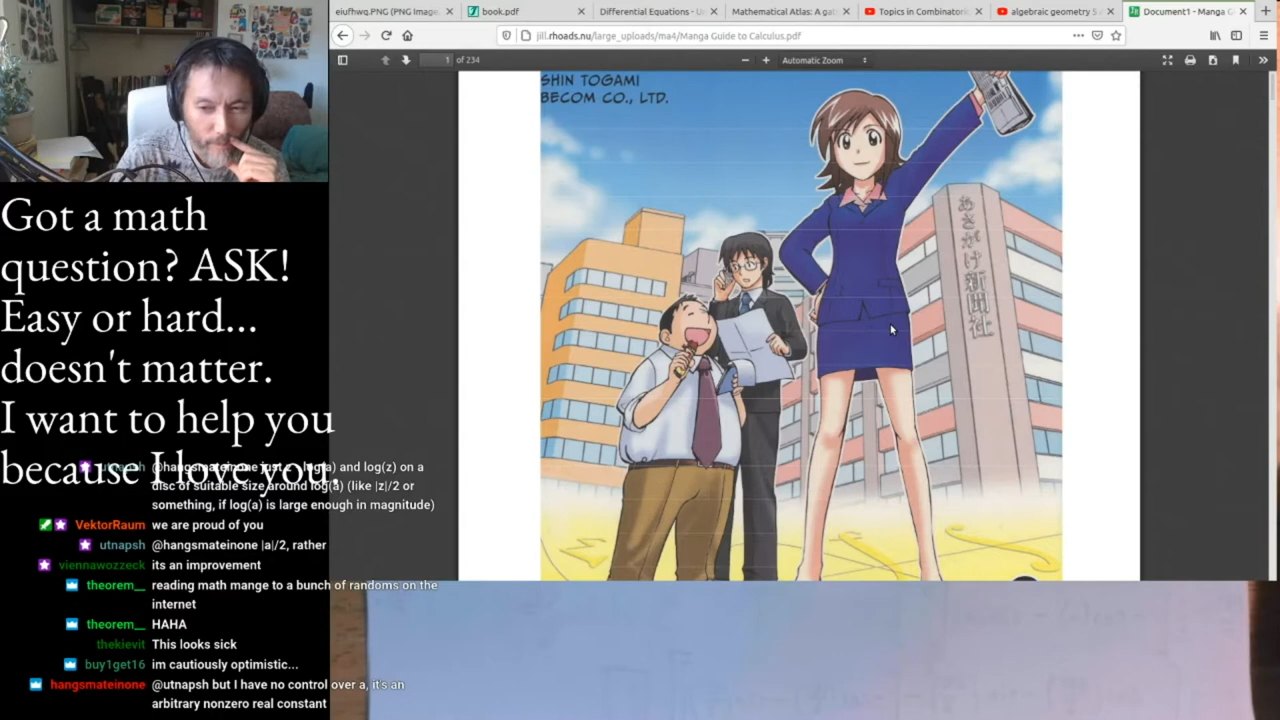 eiufhwq.PNG (PNG Image
book.pdf
Differential Equations - U
Mathematical Atlas: A gat
Topics in Combinatoric
algebraic geometry 5
Document1 - Manga G
jill.rhoads.nu/large_uploads/ma4/Manga Guide to Calculus.pdf
1 of 234
Automatic Zoom
SHIN TOGAMI
BECOM CO., LTD.
あさがけ新聞社
Got a math
question? ASK!
Easy or hard...
doesn't matter.
I want to help you
because I love you.
utnapsh @hangsmateinone just z - log(a) and log(z) on a
disc of suitable size around log(a) (like |z|/2 or
something, if log(a) is large enough in magnitude)
VektorRaum we are proud of you
utnapsh @hangsmateinone |a|/2, rather
viennawozzeck its an improvement
theorem__ reading math mange to a bunch of randoms on the
internet
theorem__ HAHA
thekievit This looks sick
buy1get16 im cautiously optimistic...
hangsmateinone @utnapsh but I have no control over a, it's an
arbitrary nonzero real constant